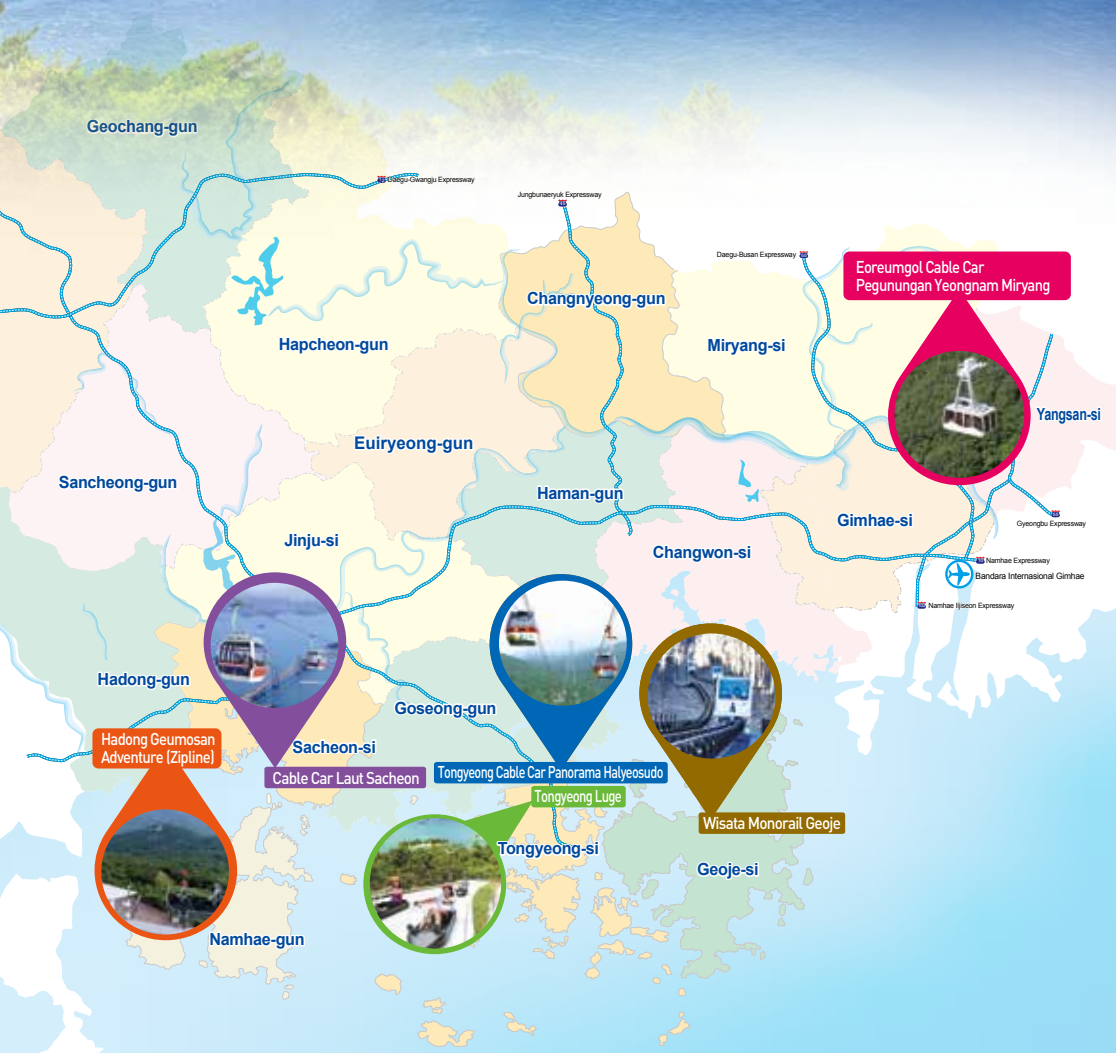 Geochang-gun
Daegu-Gwangju Expressway
Jungbunaeryuk Expressway
Daegu-Busan Expressway
Eoreumgol Cable Car
Pegunungan Yeongnam Miryang
Changnyeong-gun
Hapcheon-gun
Miryang-si
Yangsan-si
Euiryeong-gun
Sancheong-gun
Haman-gun
Gimhae-si
Gyeongbu Expressway
Jinju-si
Changwon-si
Namhae Expressway
Bandara Internasional Gimhae
Namhae Ijiseon Expressway
Hadong-gun
Goseong-gun
Hadong Geumosan
Adventure (Zipline)
Sacheon-si
Cable Car Laut Sacheon
Tongyeong Cable Car Panorama Halyeosudo
Tongyeong Luge
Wisata Monorail Geoje
Tongyeong-si
Geoje-si
Namhae-gun